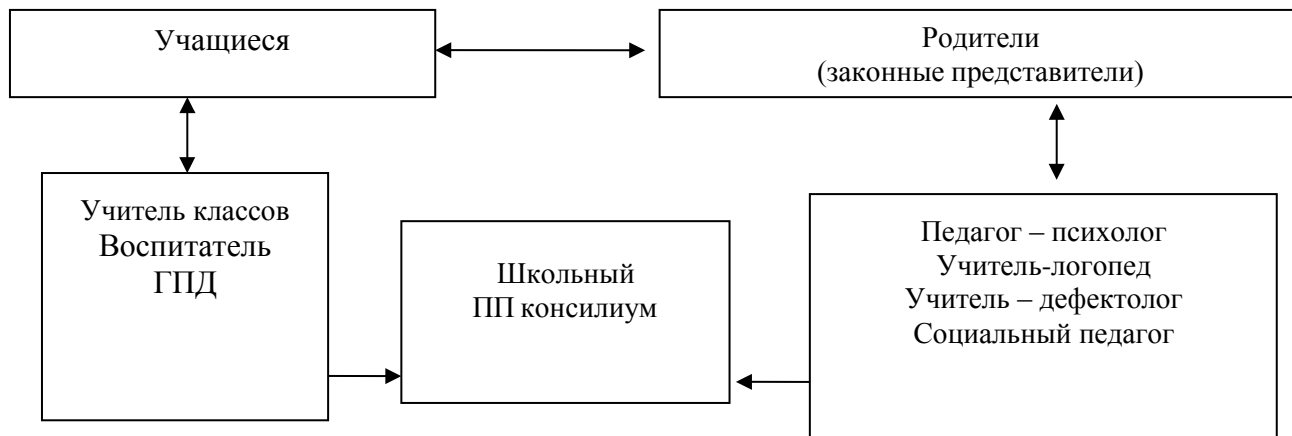 Учащиеся
Родители
(законные представители)
Учитель классов
Воспитатель
ГПД
Школьный
ПП консилиум
Педагог – психолог
Учитель-логопед
Учитель – дефектолог
Социальный педагог